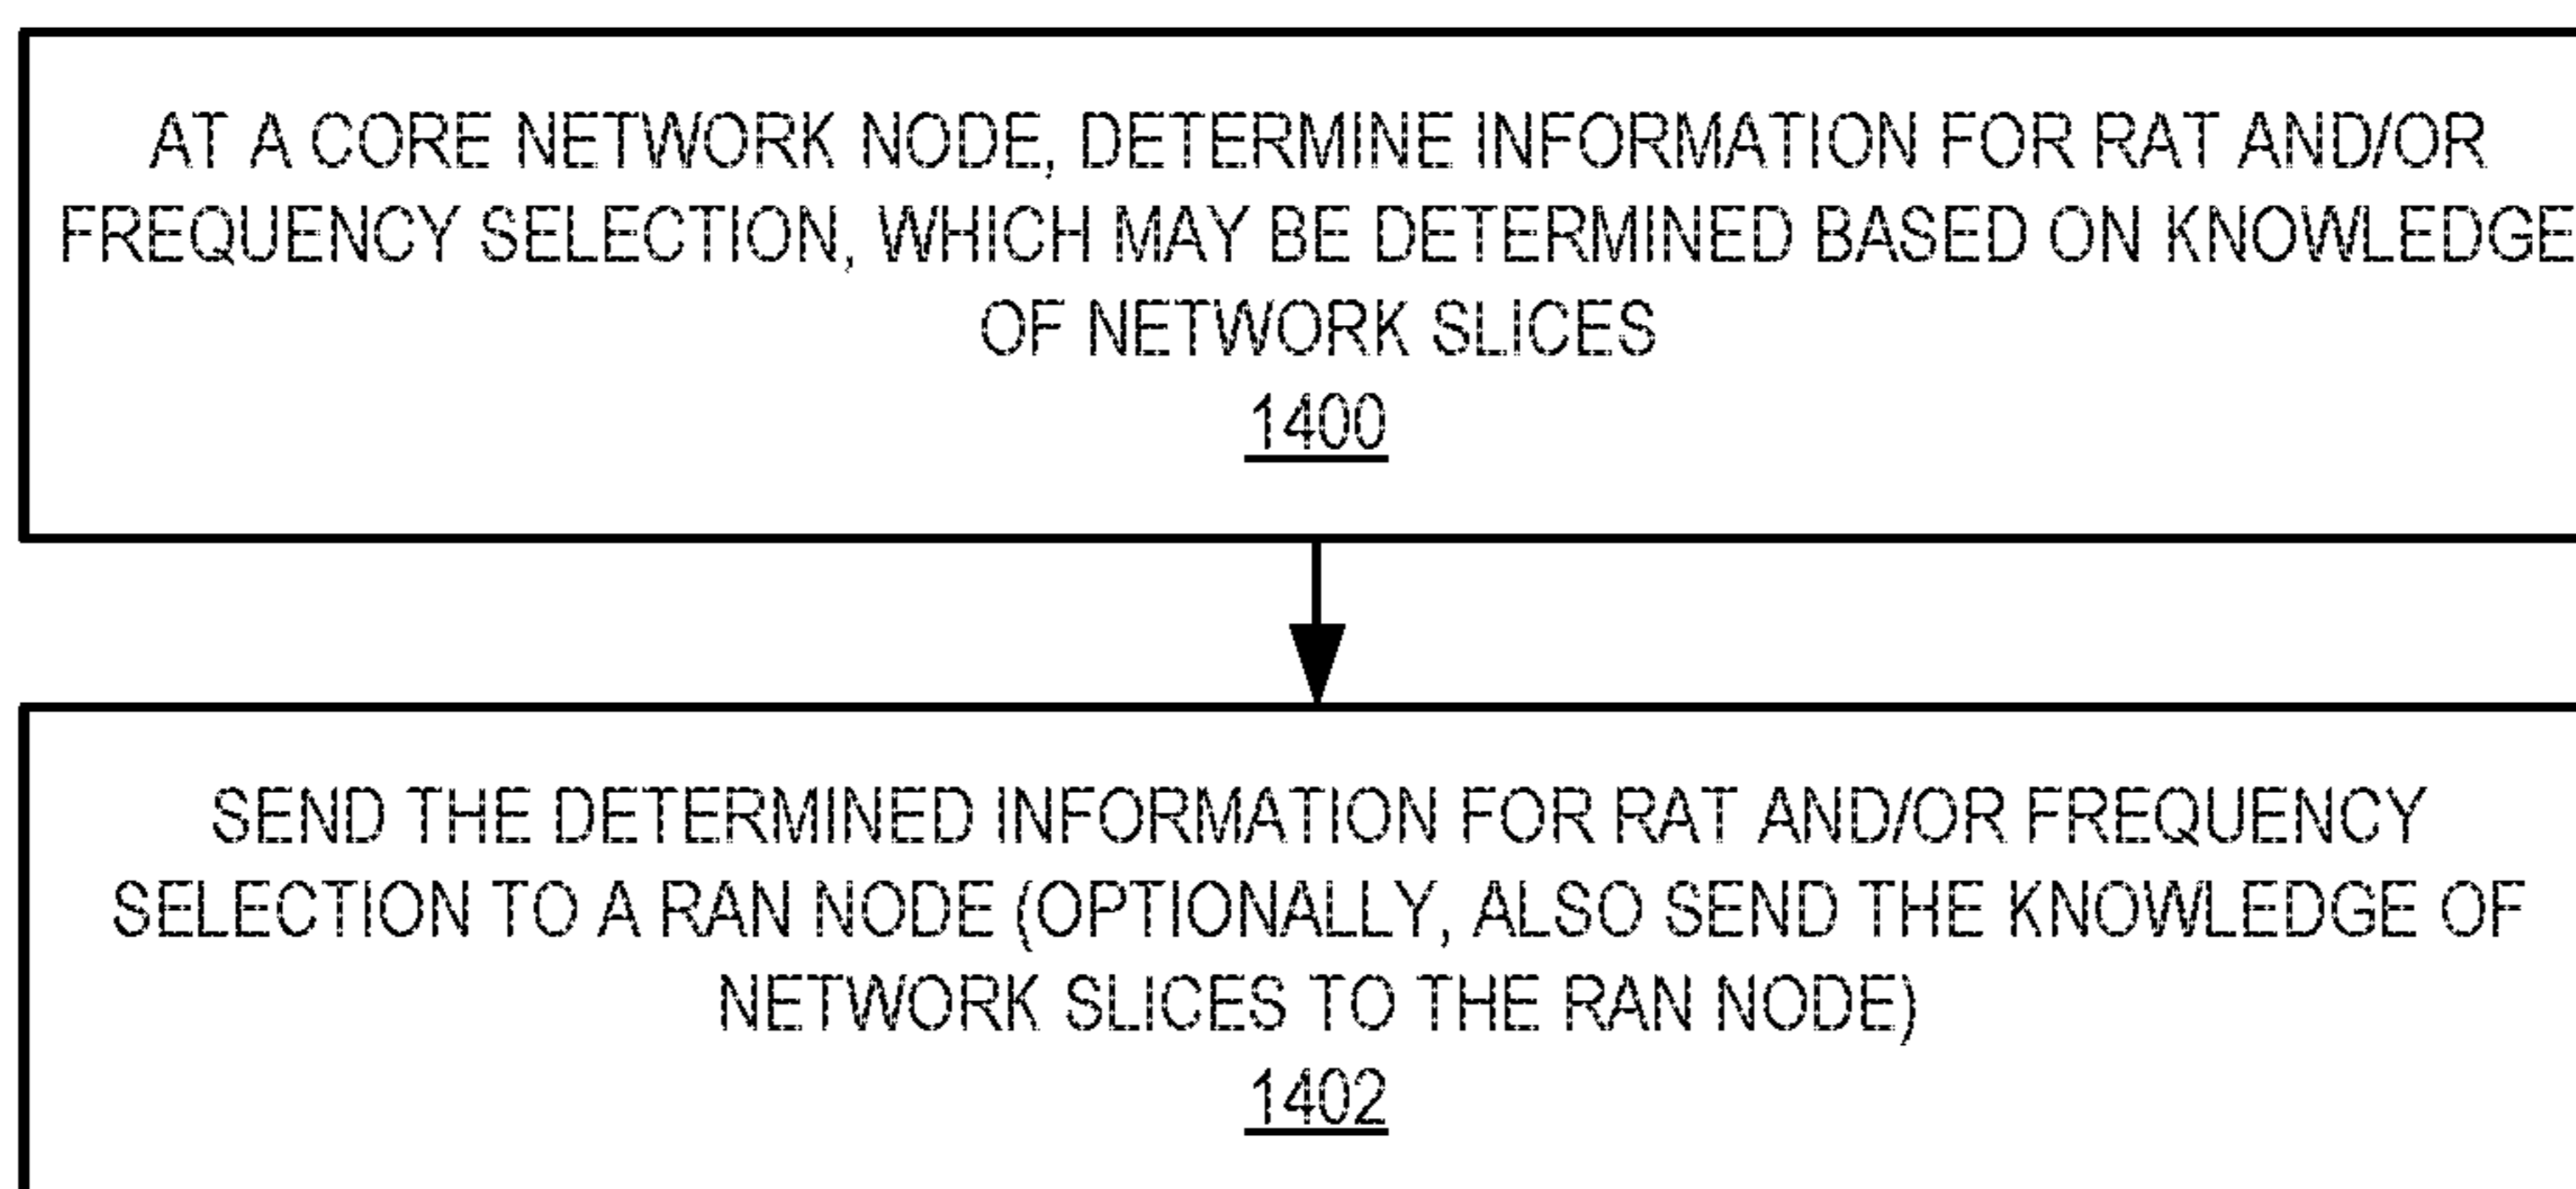 AT A CORE NETWORK NODE, DETERMINE INFORMATION FOR RAT AND/OR
FREQUENCY SELECTION, WHICH MAY BE DETERMINED BASED ON KNOWLEDGE
OF NETWORK SLICES
1400
SEND THE DETERMINED INFORMATION FOR RAT AND/OR FREQUENCY
SELECTION TO A RAN NODE (OPTIONALLY, ALSO SEND THE KNOWLEDGE OF
NETWORK SLICES TO THE RAN NODE)
1402